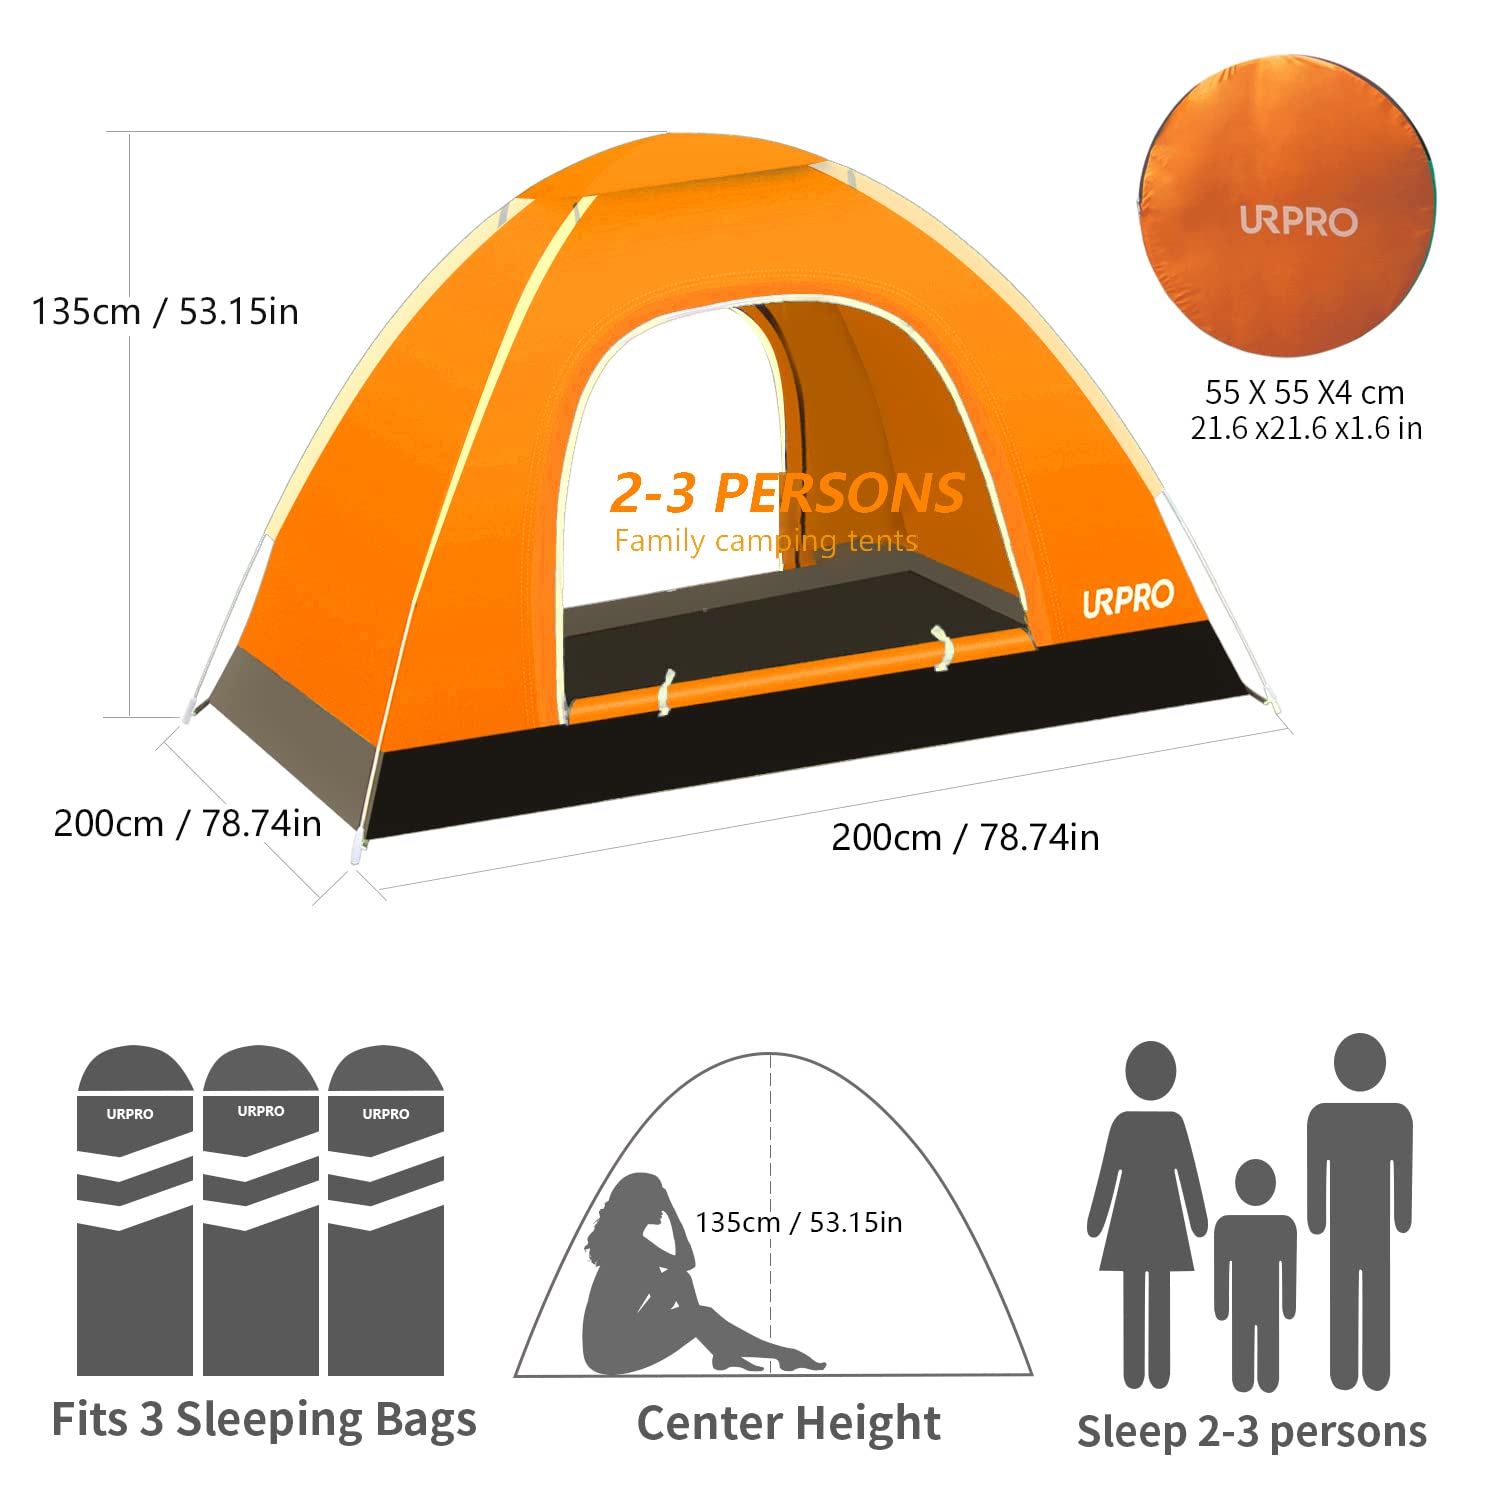 URPRO
55 X 55 X4 cm
21.6 x21.6 x1.6 in
135cm / 53.15in
2-3 PERSONS
Family camping tents
URPRO
200cm / 78.74in
200cm / 78.74in
URPRO
URPRO
URPRO
135cm / 53.15in
Fits 3 Sleeping Bags
Center Height
Sleep 2-3 persons